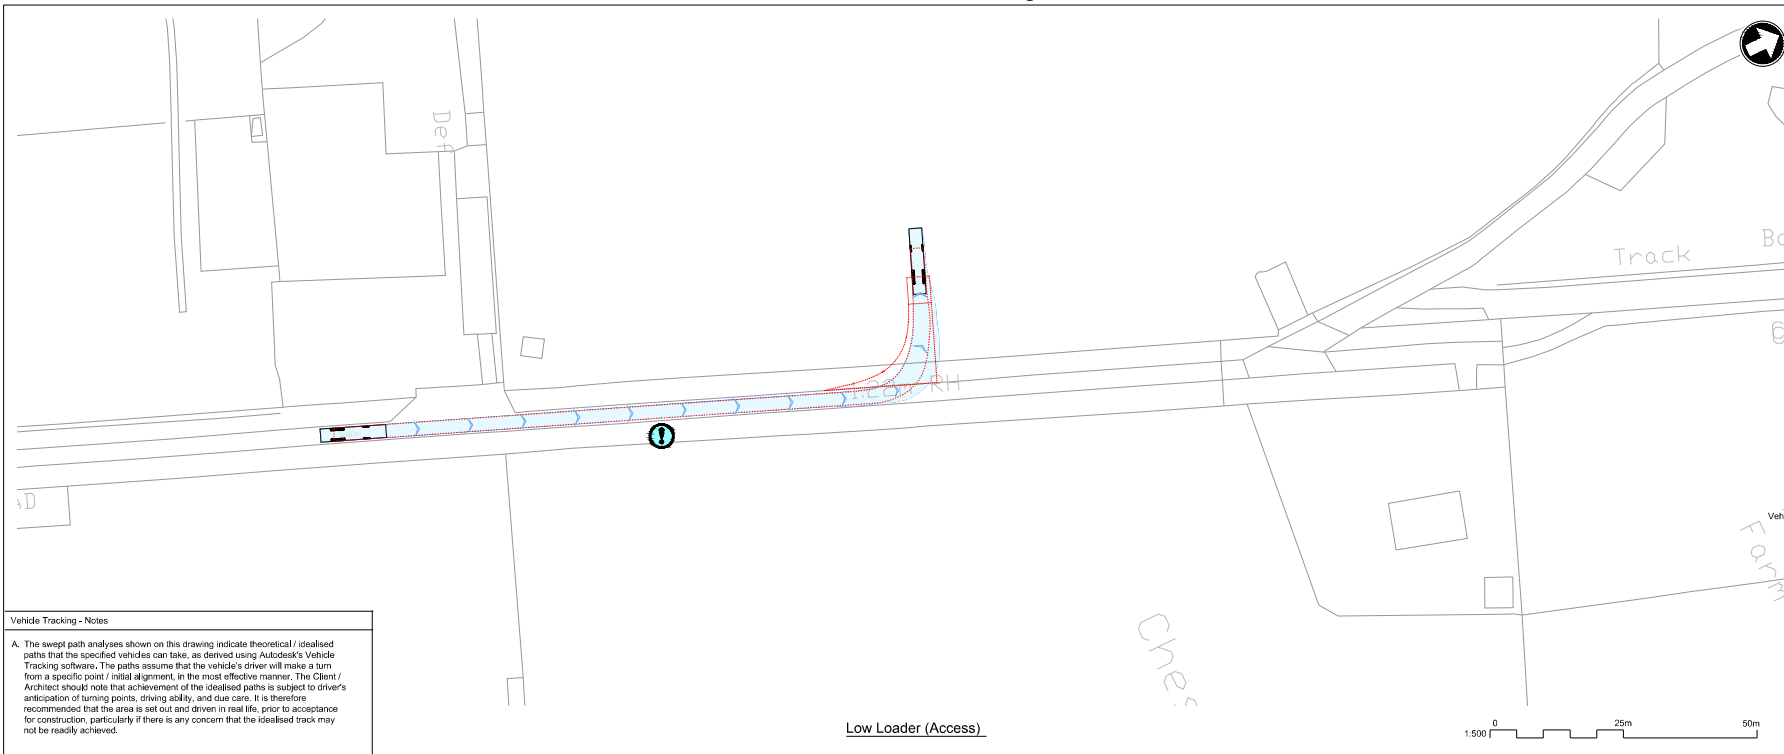 Def
Track
1.22m RH
Vehicle Tracking - Notes
A. The swept path analyses shown on this drawing indicate theoretical / idealised
paths that the specified vehicles can take, as derived using Autodesk's Vehicle
Tracking software. The paths assume that the vehicle's driver will make a turn
from a specific point / initial alignment, in the most effective manner. The Client /
Architect should note that achievement of the idealised paths is subject to driver's
anticipation of turning points, driving ability, and due care. It is therefore
recommended that the area is set out and driven in real life, prior to acceptance
for construction, particularly if there is any concern that the idealised track may
not be readily achieved.
Low Loader (Access)
1:500
0 25m 50m
Veh
Farm